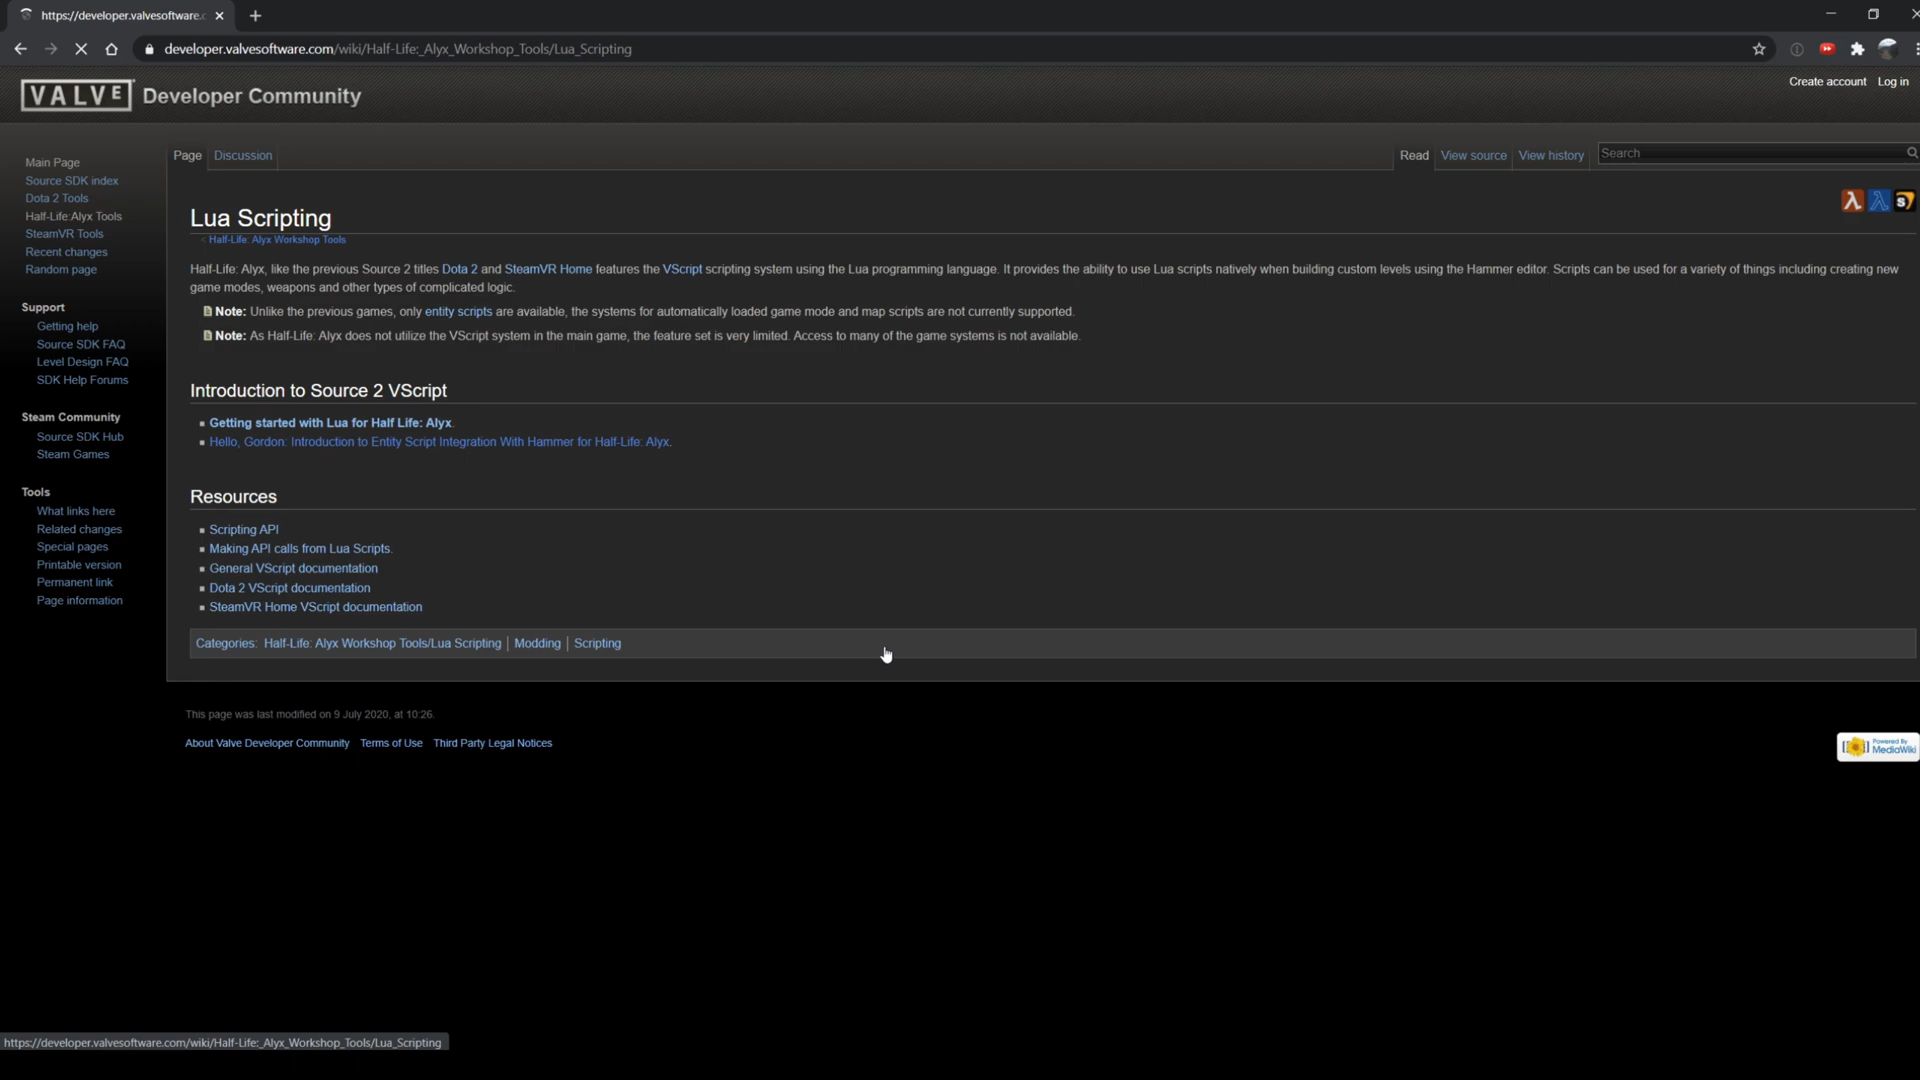 https://developer.valvesoftware.c
developer.valvesoftware.com/wiki/Half-Life:_Alyx_Workshop_Tools/Lua_Scripting
Create account Log in
VALVE Developer Community
Page Discussion
Read View source View history
Search
Main Page
Source SDK index
Dota 2 Tools
Half-Life:Alyx Tools
SteamVR Tools
Recent changes
Random page
Support
Getting help
Source SDK FAQ
Level Design FAQ
SDK Help Forums
Steam Community
Source SDK Hub
Steam Games
Tools
What links here
Related changes
Special pages
Printable version
Permanent link
Page information
Lua Scripting
< Half-Life: Alyx Workshop Tools
Half-Life: Alyx, like the previous Source 2 titles Dota 2 and SteamVR Home features the VScript scripting system using the Lua programming language. It provides the ability to use Lua scripts natively when building custom levels using the Hammer editor. Scripts can be used for a variety of things including creating new
game modes, weapons and other types of complicated logic.
Note: Unlike the previous games, only entity scripts are available, the systems for automatically loaded game mode and map scripts are not currently supported.
Note: As Half-Life: Alyx does not utilize the VScript system in the main game, the feature set is very limited. Access to many of the game systems is not available.
Introduction to Source 2 VScript
Getting started with Lua for Half Life: Alyx.
Hello, Gordon: Introduction to Entity Script Integration With Hammer for Half-Life: Alyx.
Resources
Scripting API
Making API calls from Lua Scripts.
General VScript documentation
Dota 2 VScript documentation
SteamVR Home VScript documentation
Categories: Half-Life: Alyx Workshop Tools/Lua Scripting | Modding | Scripting
This page was last modified on 9 July 2020, at 10:26.
About Valve Developer Community Terms of Use Third Party Legal Notices
Powered By
MediaWiki
https://developer.valvesoftware.com/wiki/Half-Life:_Alyx_Workshop_Tools/Lua_Scripting